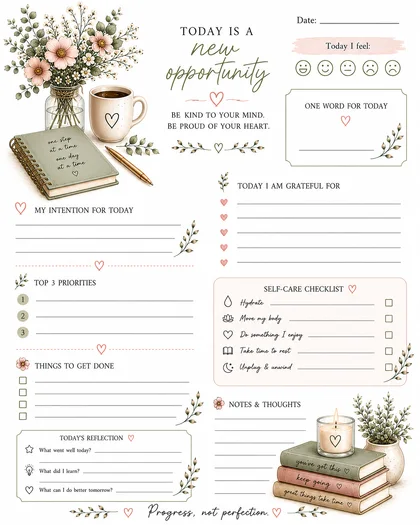 TODAY IS A
new
opportunity
BE KIND TO YOUR MIND.
BE PROUD OF YOUR HEART.
Date:
Today I feel:
ONE WORD FOR TODAY
one step
at a time
one day
at a time
MY INTENTION FOR TODAY
TODAY I AM GRATEFUL FOR
TOP 3 PRIORITIES
1
2
3
SELF-CARE CHECKLIST
Hydrate
Move my body
Do something I enjoy
Take time to rest
Unplug & unwind
THINGS TO GET DONE
NOTES & THOUGHTS
TODAY'S REFLECTION
What went well today?
What did I learn?
What can I do better tomorrow?
you've got this
keep going
great things take time
Progress, not perfection.